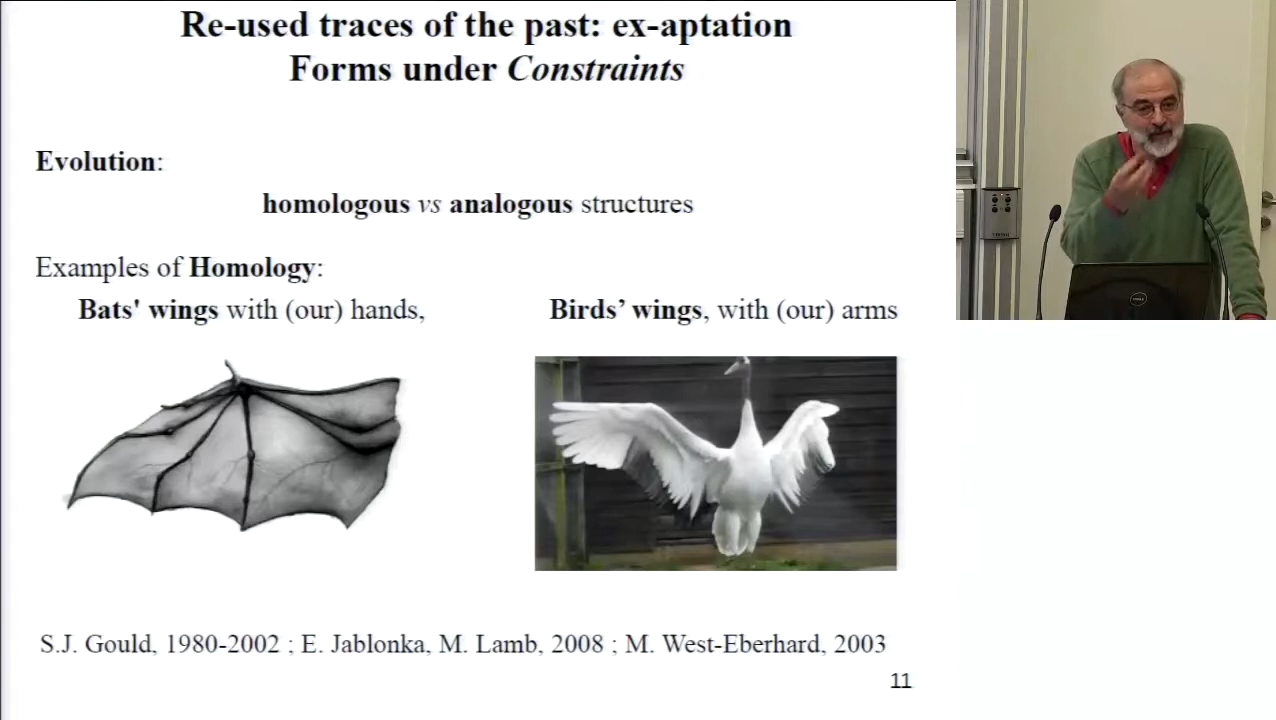 Re-used traces of the past: ex-aptation
Forms under Constraints
Evolution:
homologous vs analogous structures
Examples of Homology:
Bats' wings with (our) hands,
Birds’ wings, with (our) arms
S.J. Gould, 1980-2002 ; E. Jablonka, M. Lamb, 2008 ; M. West-Eberhard, 2003
11